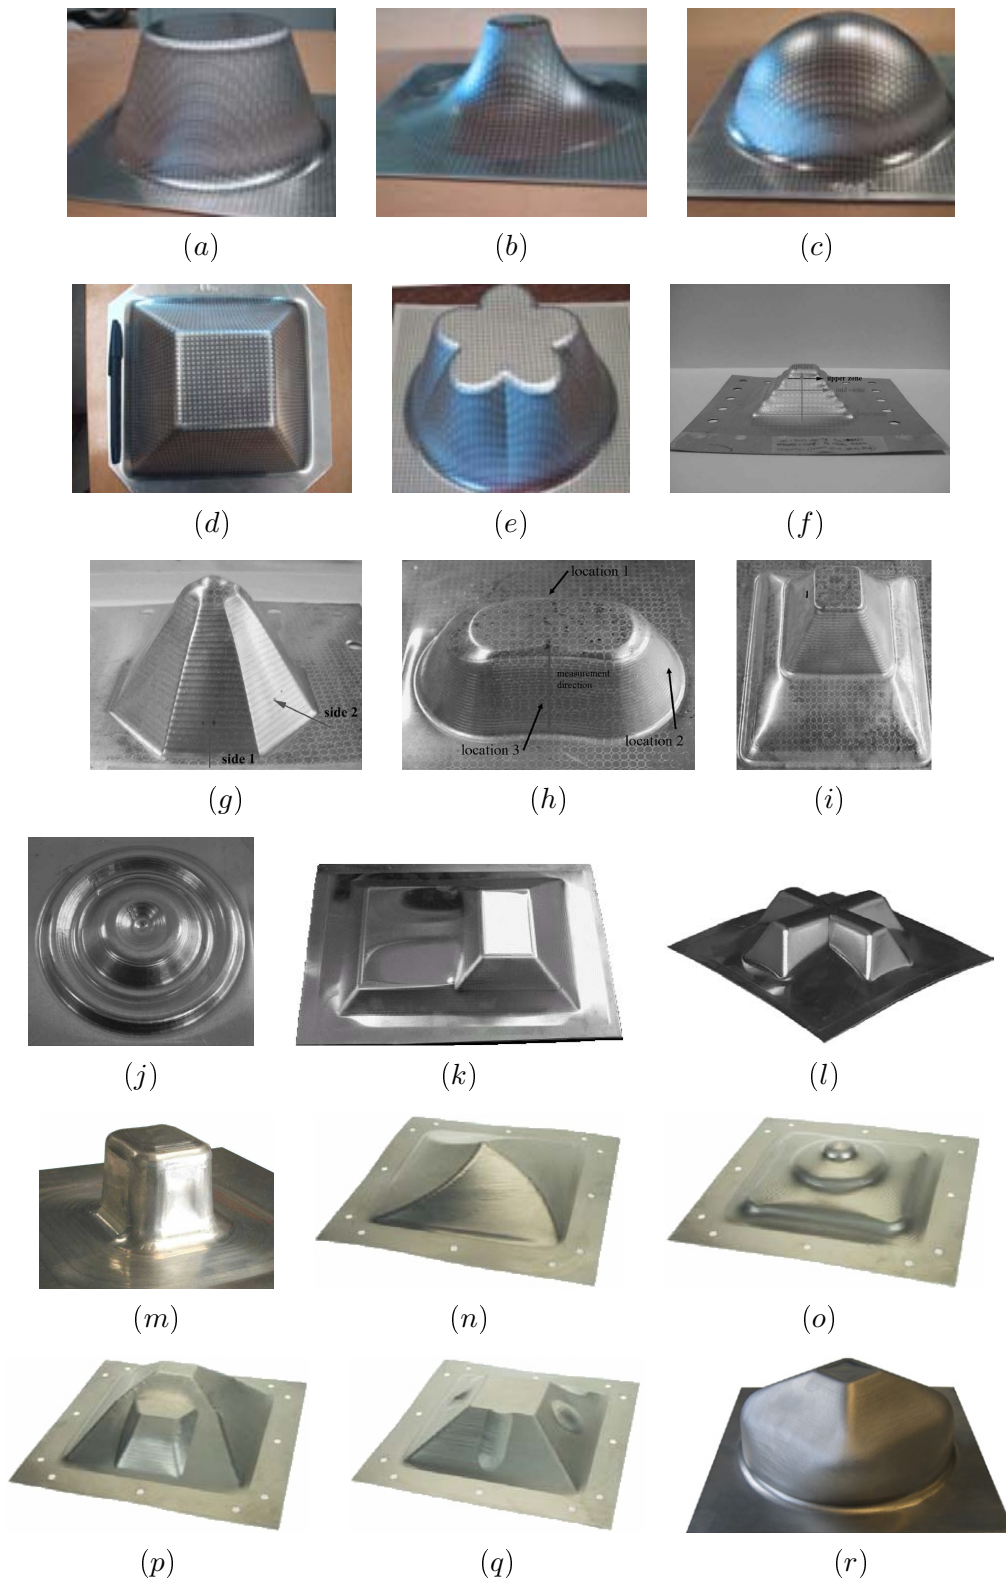 (a) (b) (c)
upper zone
(d) (e) (f)
location 1
measurement
direction
side 2
location 2
location 3
side 1
(g) (h) (i)
(j) (k) (l)
(m) (n) (o)
(p) (q) (r)